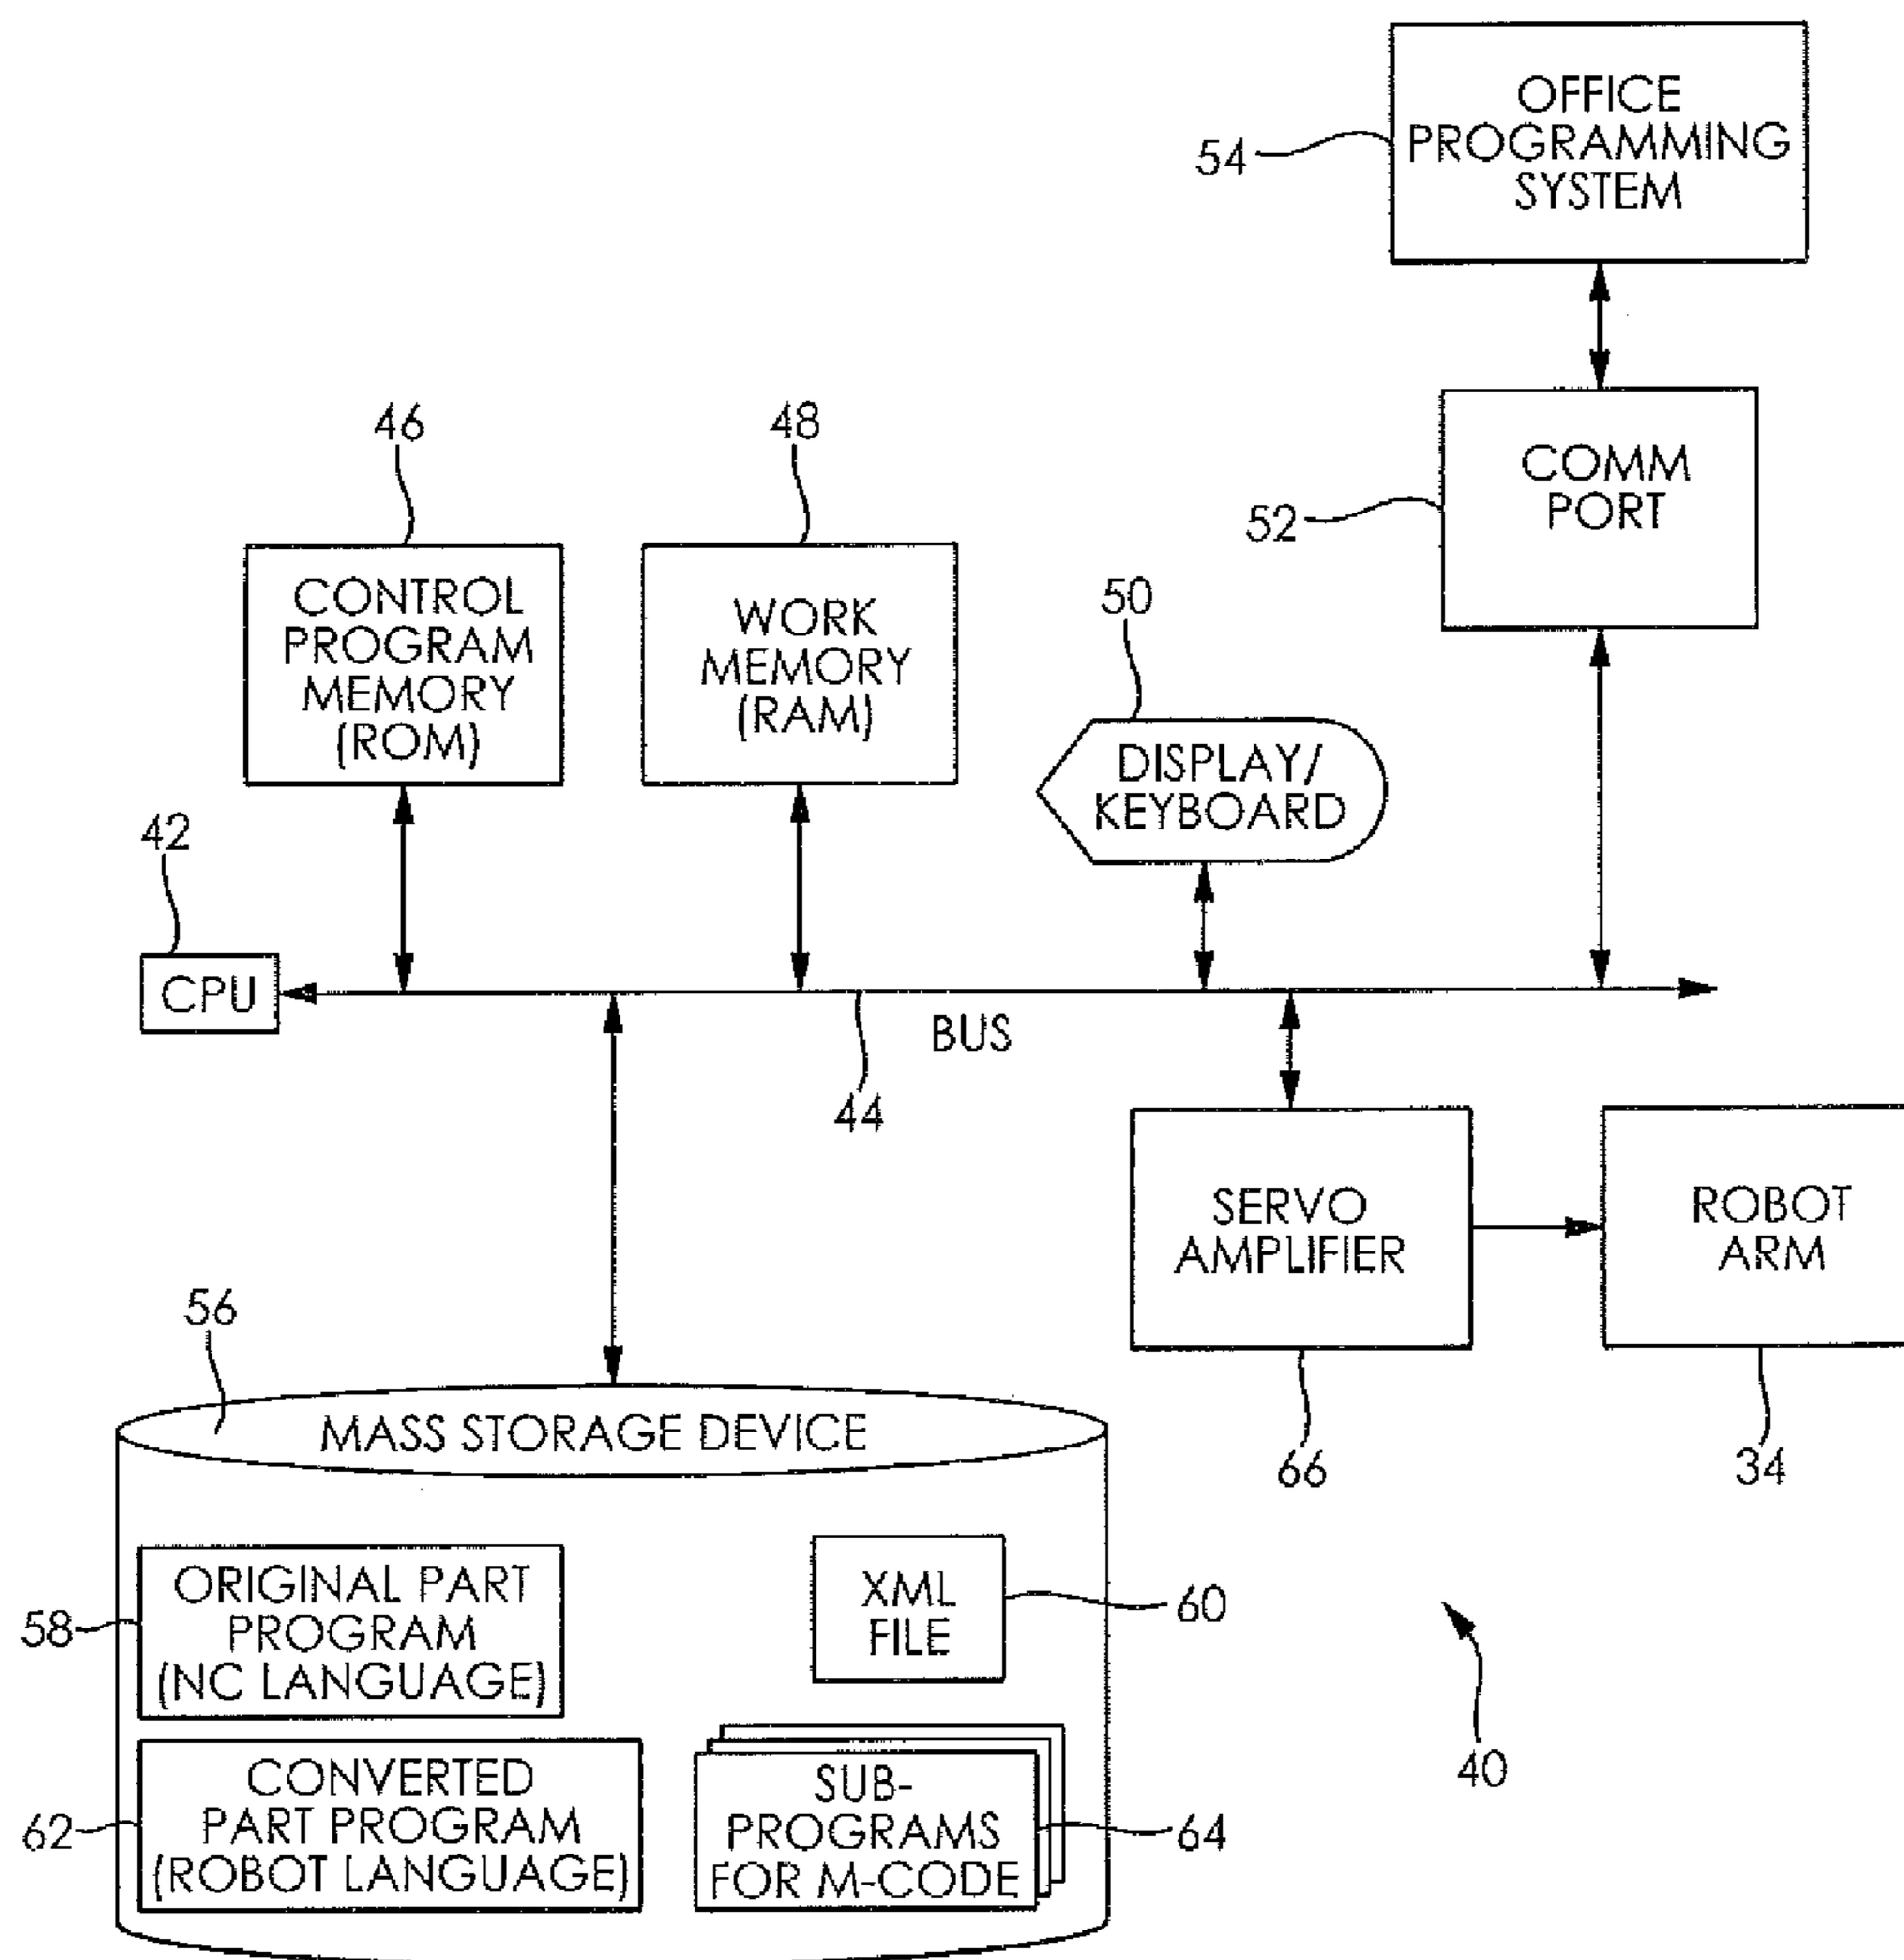 OFFICE
PROGRAMMING
SYSTEM
54
COMM
PORT
52
46
48
CONTROL
PROGRAM
MEMORY
(ROM)
WORK
MEMORY
(RAM)
50
DISPLAY/
KEYBOARD
42
CPU
BUS
44
SERVO
AMPLIFIER
ROBOT
ARM
66
34
56
MASS STORAGE DEVICE
ORIGINAL PART
PROGRAM
(NC LANGUAGE)
58
XML
FILE
60
CONVERTED
PART PROGRAM
(ROBOT LANGUAGE)
62
SUB-
PROGRAMS
FOR M-CODE
64
40